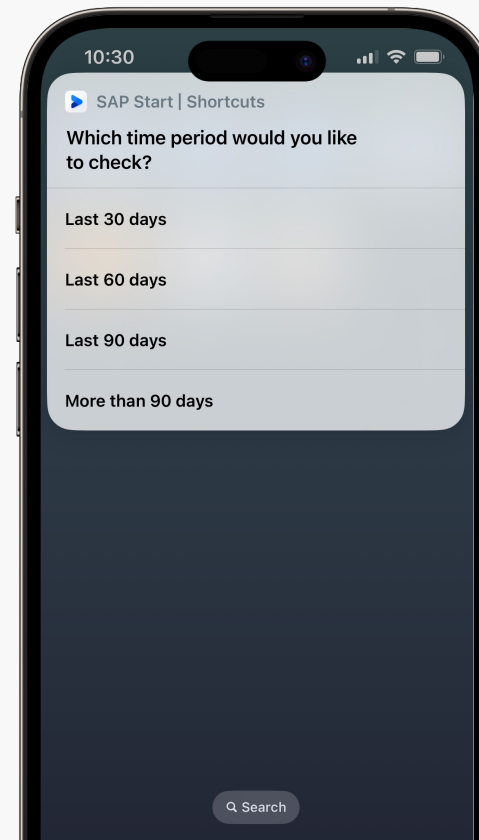 10:30
SAP Start | Shortcuts
Which time period would you like
to check?
Last 30 days
Last 60 days
Last 90 days
More than 90 days
Search